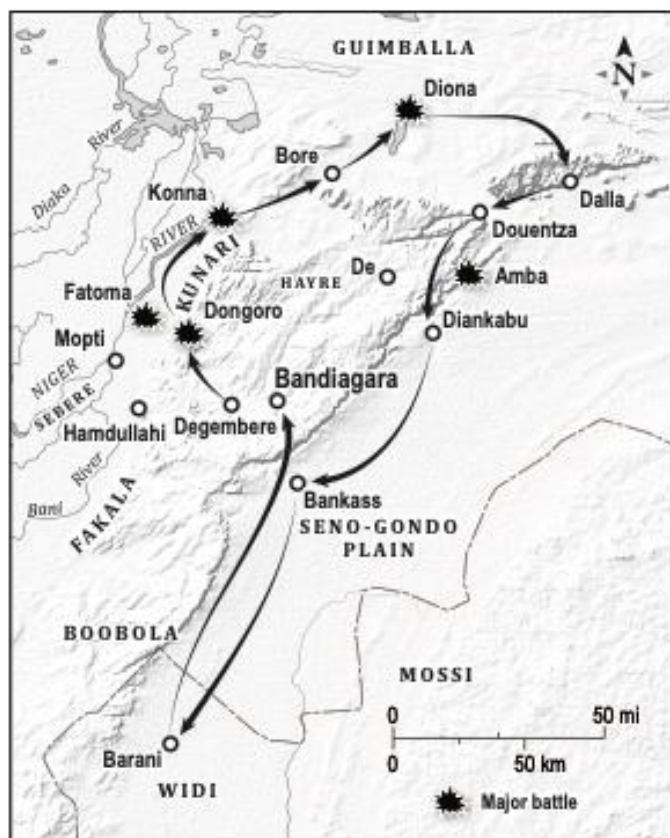 GUIMBALLA
N
Diona
River
Diaka
Bore
Konna
Dalla
RIVER
Douentza
KUNARI
HAYRE
De
Amba
Fatoma
Dongoro
Diankabu
Mopti
NIGER
SEBERE
Bandiagara
Hamdullahi
Degembere
River
Bani
FAKALA
Bankass
SENO-GONDO
PLAIN
BOOBOLA
MOSSI
0 50 mi
Barani
0 50 km
WIDI
Major battle